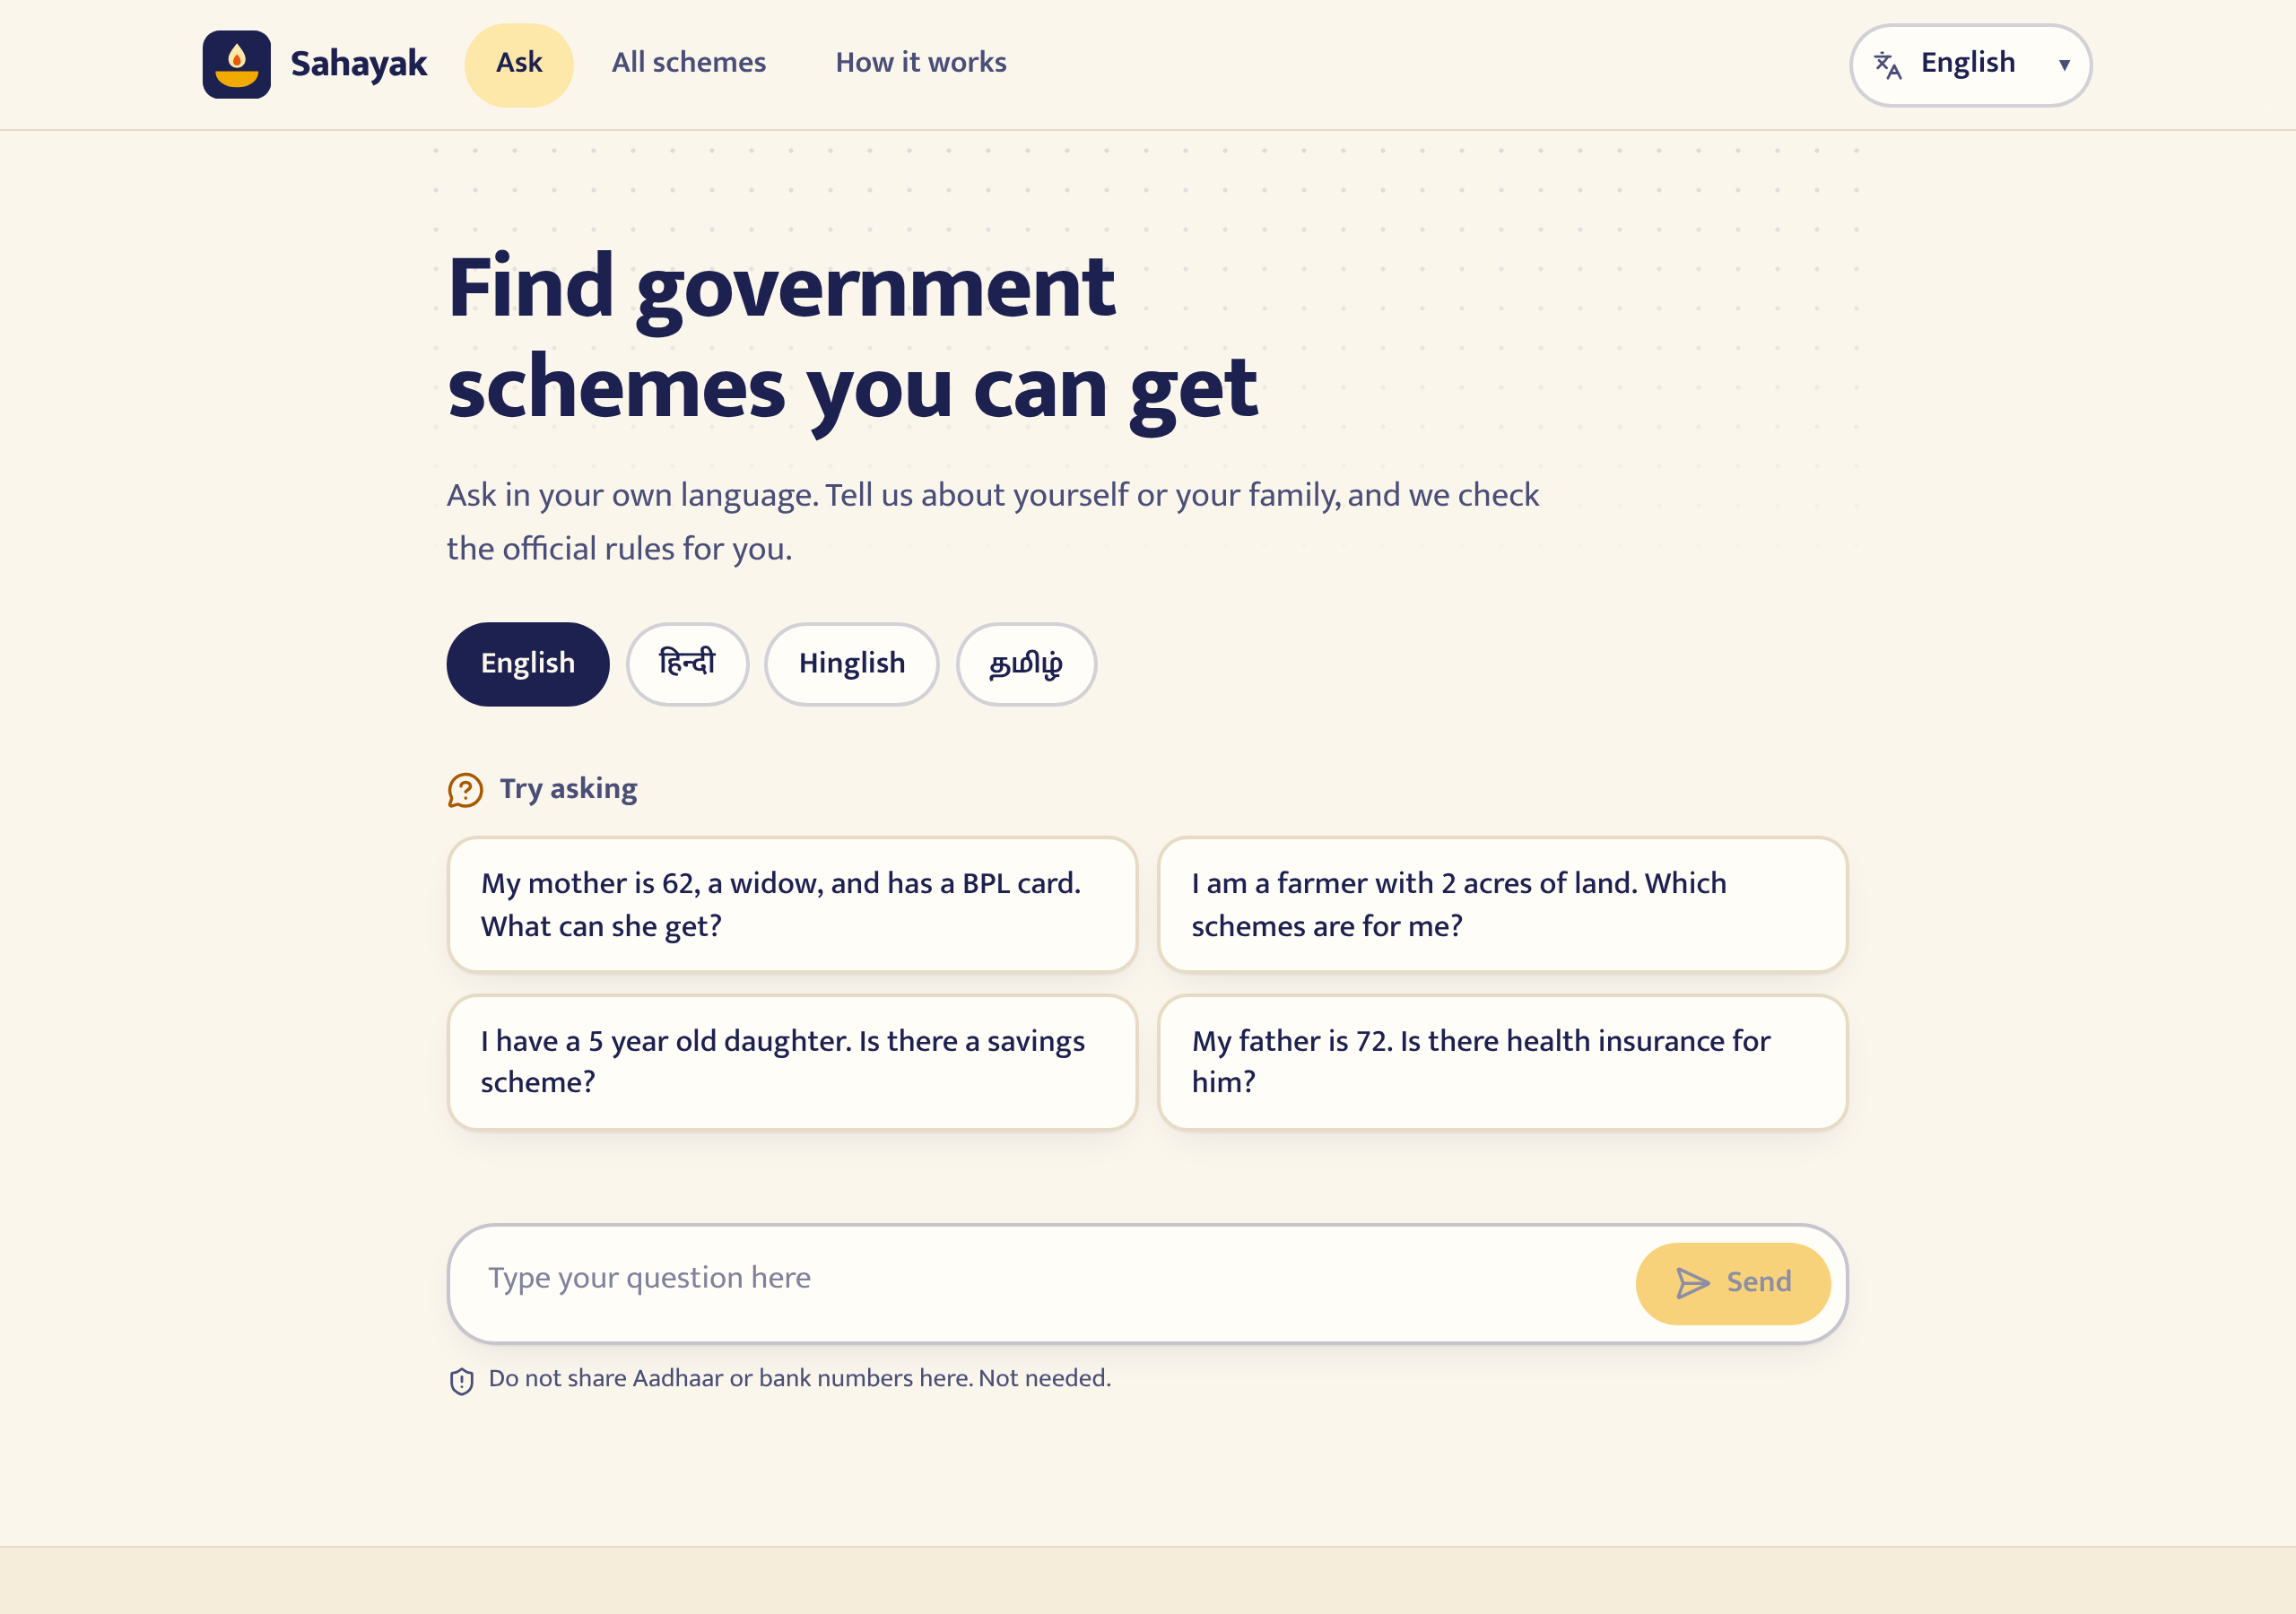 Sahayak
Ask
All schemes
How it works
English
Find government
schemes you can get
Ask in your own language. Tell us about yourself or your family, and we check
the official rules for you.
English
हिन्दी
Hinglish
தமிழ்
Try asking
My mother is 62, a widow, and has a BPL card.
What can she get?
I am a farmer with 2 acres of land. Which
schemes are for me?
I have a 5 year old daughter. Is there a savings
scheme?
My father is 72. Is there health insurance for
him?
Type your question here
Send
Do not share Aadhaar or bank numbers here. Not needed.